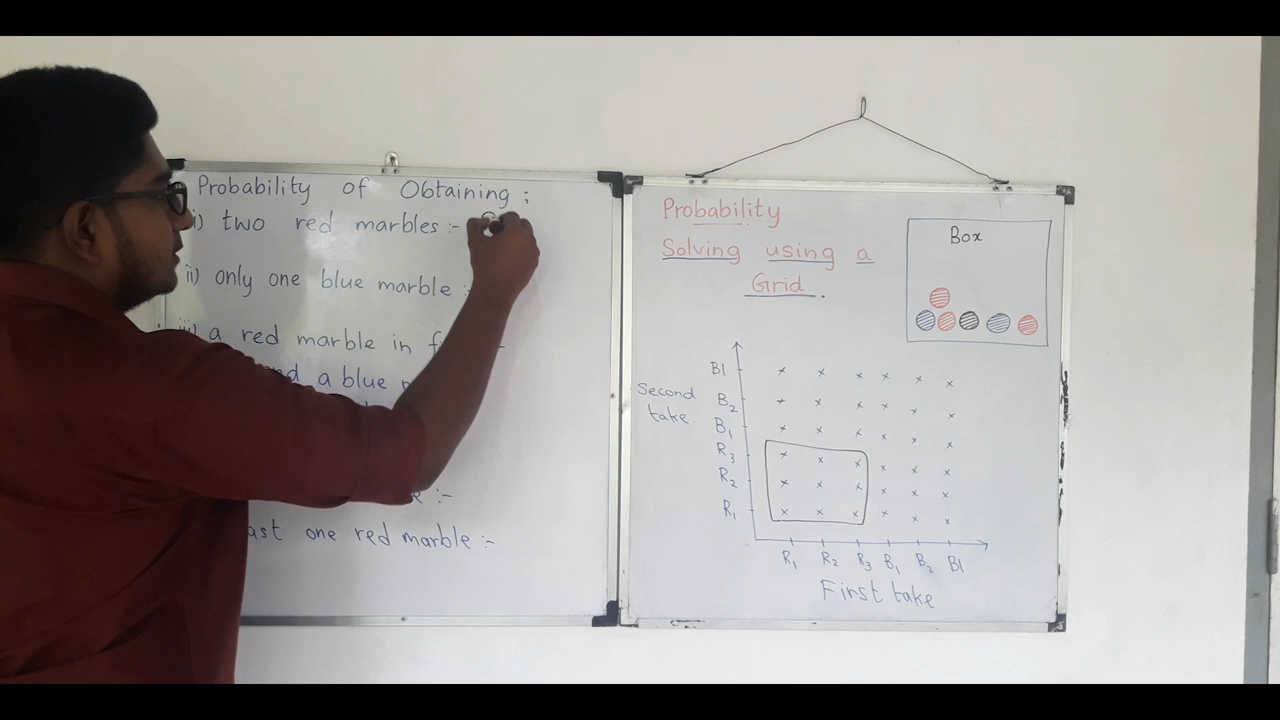 Probability of Obtaining ;
i) two red marbles :-
ii) only one blue marble :
iii) a red marble in
a blue
:-
one red marble :-
Probability
Solving using a
Grid .
Box
Second
take
Bl
B2
B1
R3
R2
R1
R1 R2 R3 B1 B2 Bl
First take